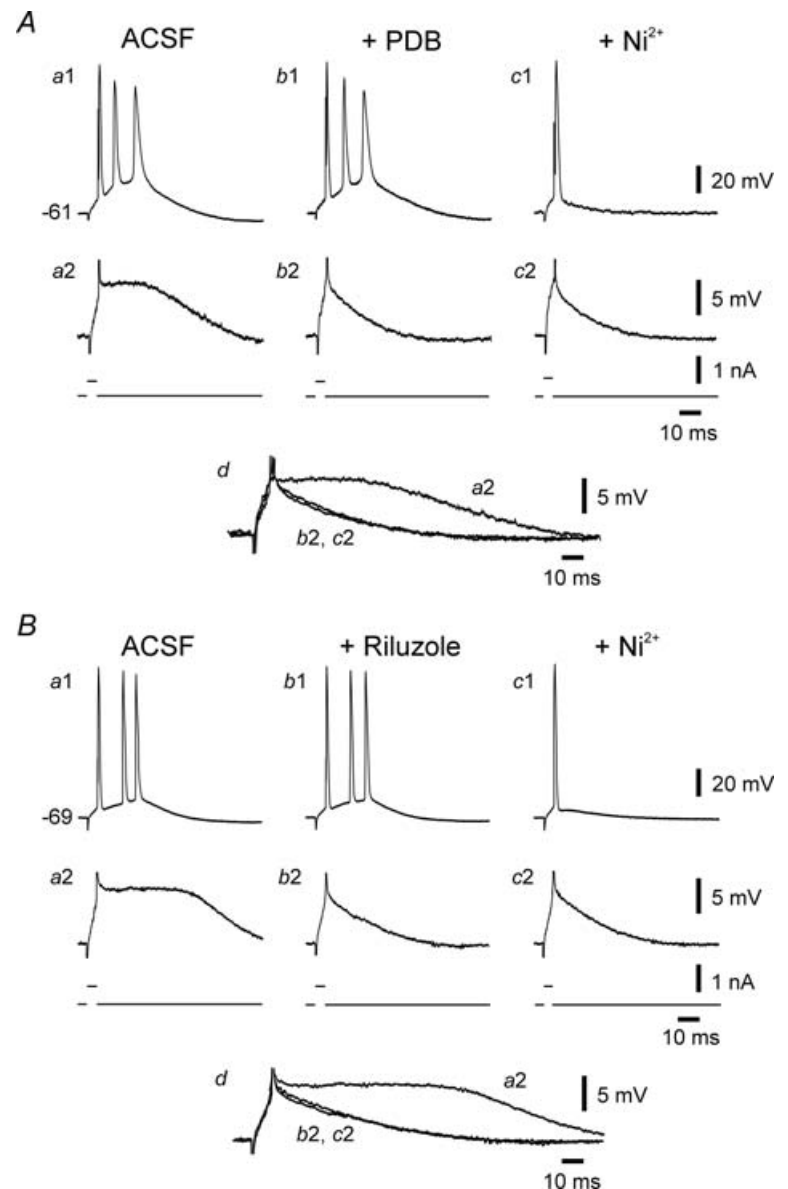 A
ACSF + PDB + Ni²⁺
a1 b1 c1
20 mV
-61
a2 b2 c2
5 mV
1 nA
10 ms
d
a2
5 mV
b2, c2
10 ms
B
ACSF + Riluzole + Ni²⁺
a1 b1 c1
20 mV
-69
a2 b2 c2
5 mV
1 nA
10 ms
d
a2
5 mV
b2, c2
10 ms